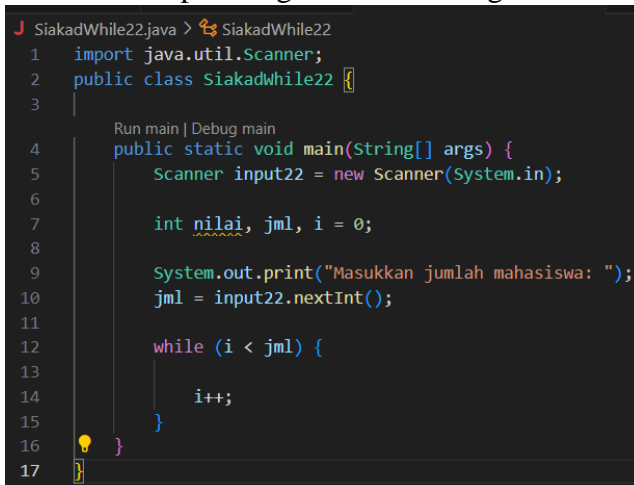 J SiakadWhile22.java > SiakadWhile22
1 import java.util.Scanner;
2 public class SiakadWhile22 {
3
Run main | Debug main
4 public static void main(String[] args) {
5 Scanner input22 = new Scanner(System.in);
6
7 int nilai, jml, i = 0;
8
9 System.out.print("Masukkan jumlah mahasiswa: ");
10 jml = input22.nextInt();
11
12 while (i < jml) {
13
14 i++;
15 }
16 }
17 }